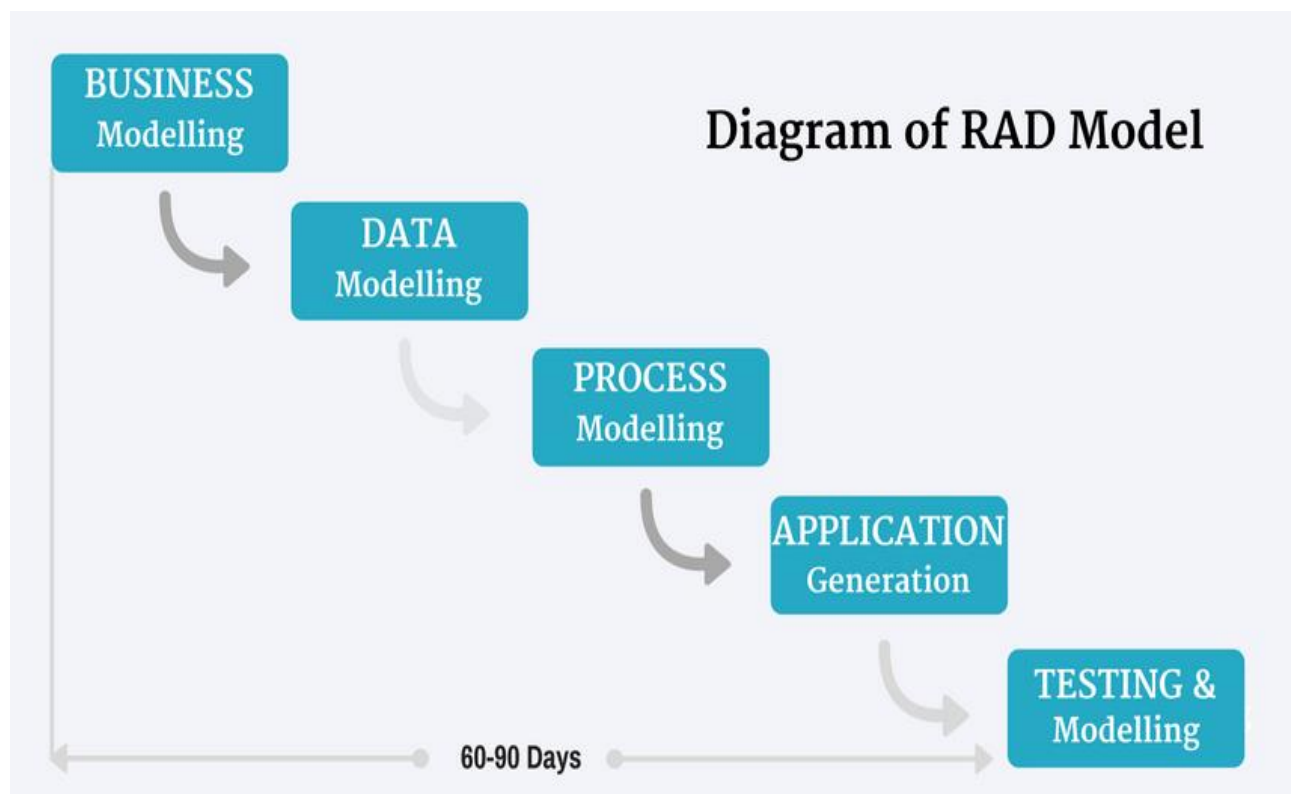 BUSINESS
Modelling
Diagram of RAD Model
DATA
Modelling
PROCESS
Modelling
APPLICATION
Generation
TESTING &
Modelling
60-90 Days